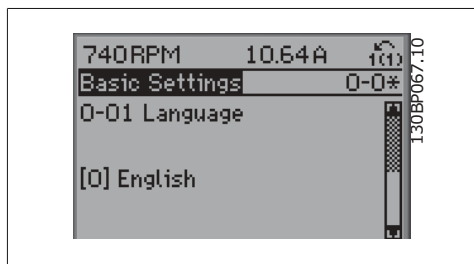 740RPM 10.64A 1(1)
Basic Settings 0-0*
0-01 Language
[0] English
130BP067.10